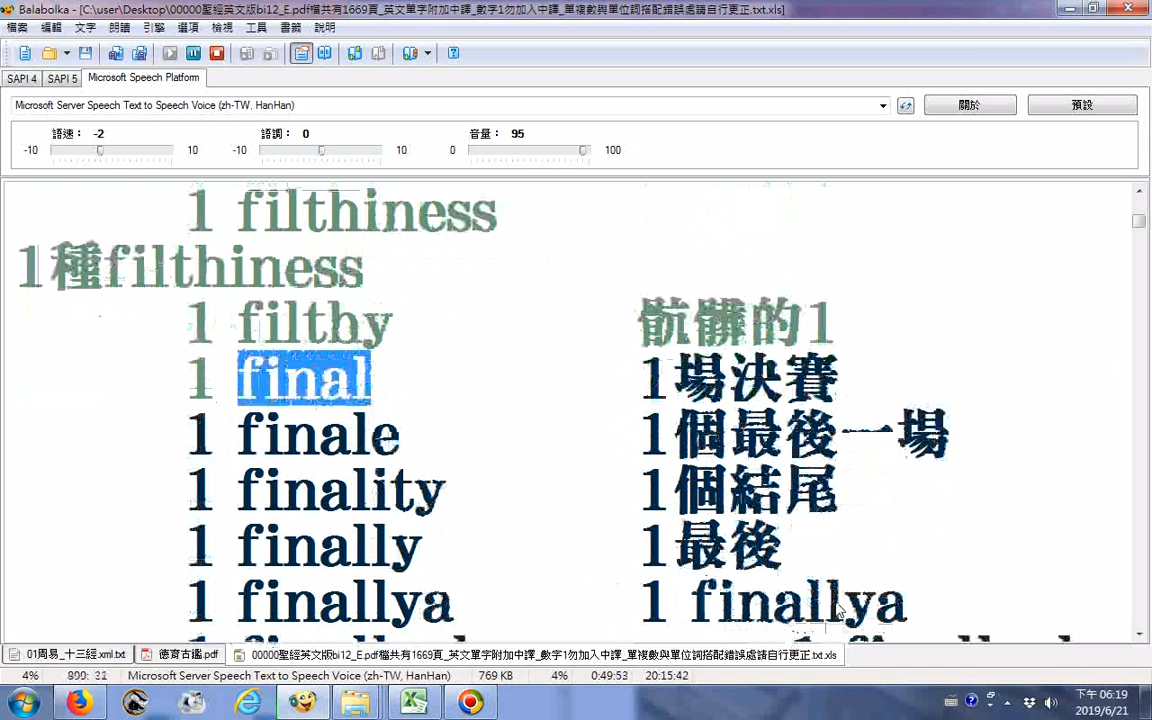 Balabolka - [C:\user\Desktop\00000聖經英文版bi12_E.pdf檔共有1669頁_英文單字附加中譯_數字1勿加入中譯_單複數與單位詞搭配錯誤處請自行更正.txt.xls]
檔案 編輯 文字 朗讀 引擎 選項 檢視 工具 書籤 說明
SAPI 4 SAPI 5 Microsoft Speech Platform
Microsoft Server Speech Text to Speech Voice (zh-TW, HanHan) 關於 預設
語速： -2 語調： 0 音量： 95
-10 10 -10 10 0 100
1 filthiness
1種filthiness
1 filthy 骯髒的1
1 final 1場決賽
1 finale 1個最後一場
1 finality 1個結尾
1 finally 1最後
1 finallya 1 finallya
01周易_十三經.xml.txt 德育古鑑.pdf 00000聖經英文版bi12_E.pdf檔共有1669頁_英文單字附加中譯_數字1勿加入中譯_單複數與單位詞搭配錯誤處請自行更正.txt.xls
4% 890: 31 Microsoft Server Speech Text to Speech Voice (zh-TW, HanHan) 769 KB 4% 0:49:53 20:15:42
下午 06:19
2019/6/21